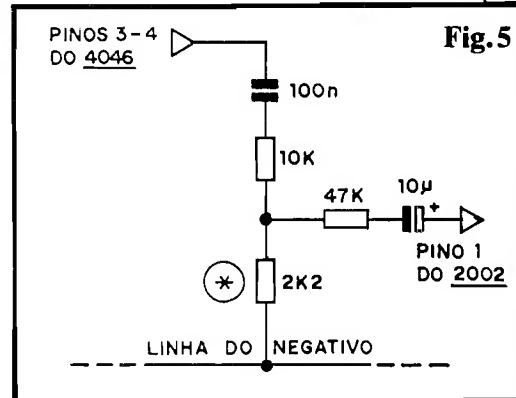 PINOS 3-4
DO 4046
Fig.5
100n
10K
47K
10µ
+
PINO 1
DO 2002
*
2K2
LINHA DO NEGATIVO